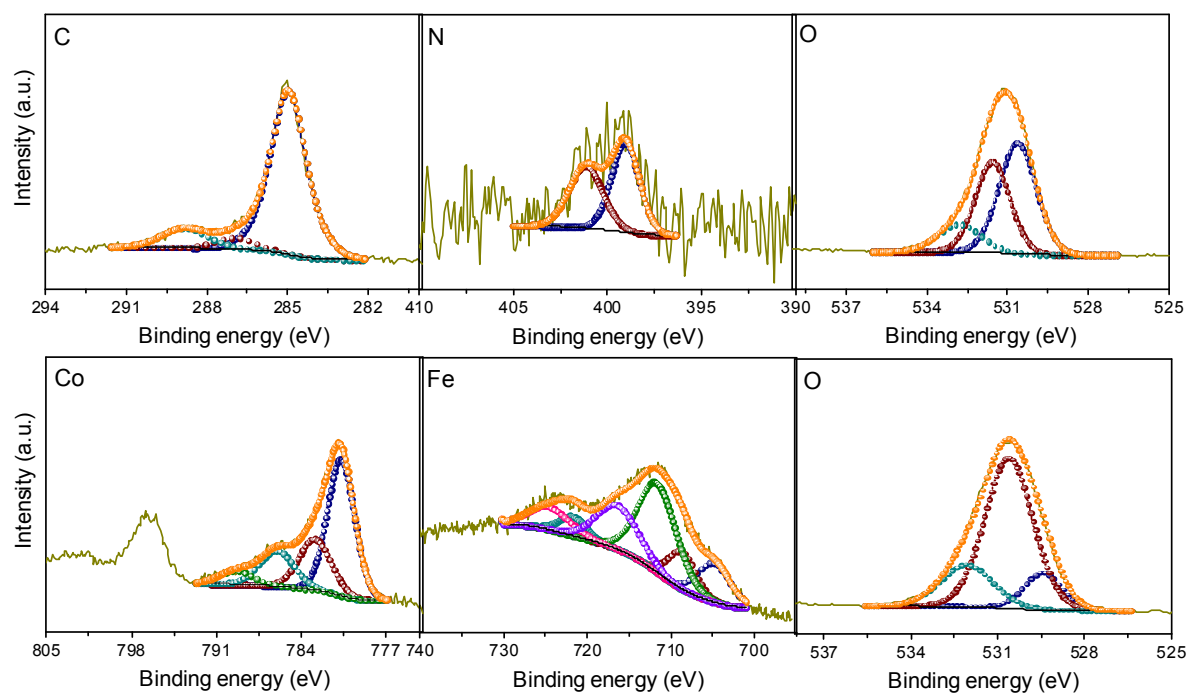 C
N
O
Intensity (a.u.)
294 291 288 285 282 410 405 400 395 390 537 534 531 528 525
Binding energy (eV) Binding energy (eV) Binding energy (eV)
Co
Fe
O
Intensity (a.u.)
805 798 791 784 777 740 730 720 710 700 537 534 531 528 525
Binding energy (eV) Binding energy (eV) Binding energy (eV)